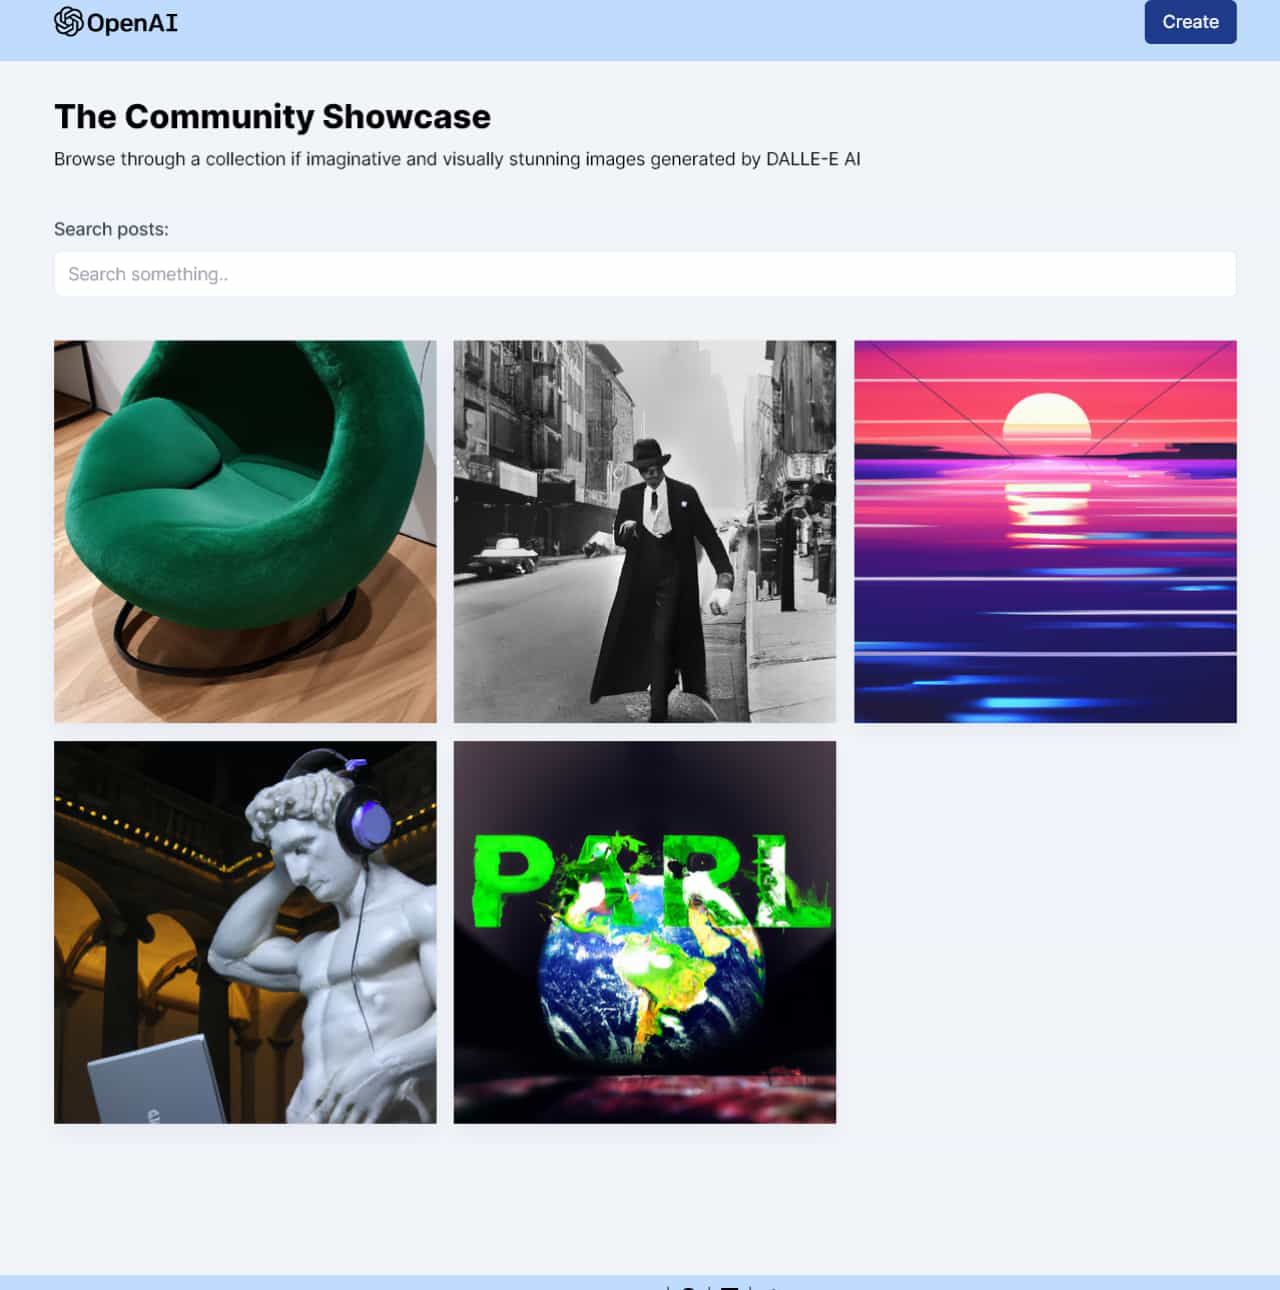 OpenAI
Create
The Community Showcase
Browse through a collection if imaginative and visually stunning images generated by DALLE-E AI
Search posts:
Search something..
PARL